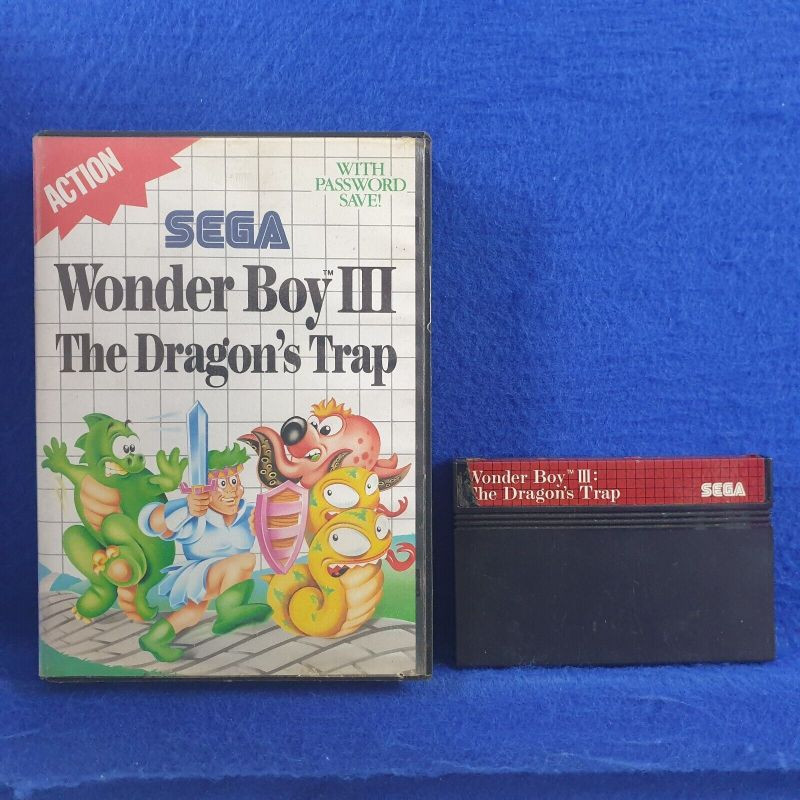 ACTION
WITH
PASSWORD
SAVE!
SEGA
Wonder Boy™ III
The Dragon's Trap
Wonder Boy™ III:
The Dragon's Trap
SEGA